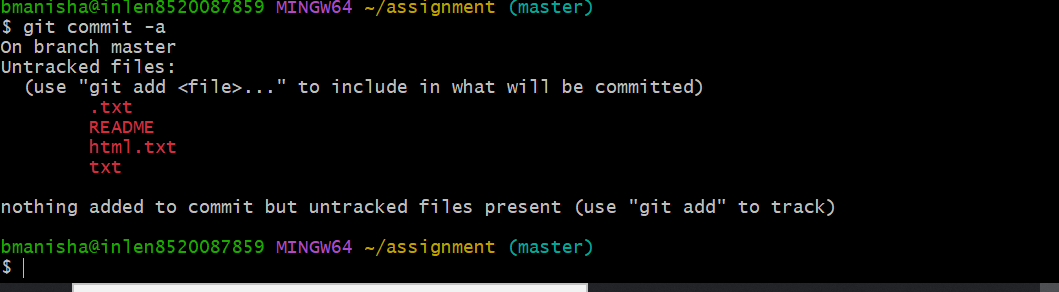 bmanisha@inlen8520087859 MINGW64 ~/assignment (master)
$ git commit -a
On branch master
Untracked files:
  (use "git add <file>..." to include in what will be committed)
        .txt
        README
        html.txt
        txt

nothing added to commit but untracked files present (use "git add" to track)

bmanisha@inlen8520087859 MINGW64 ~/assignment (master)
$